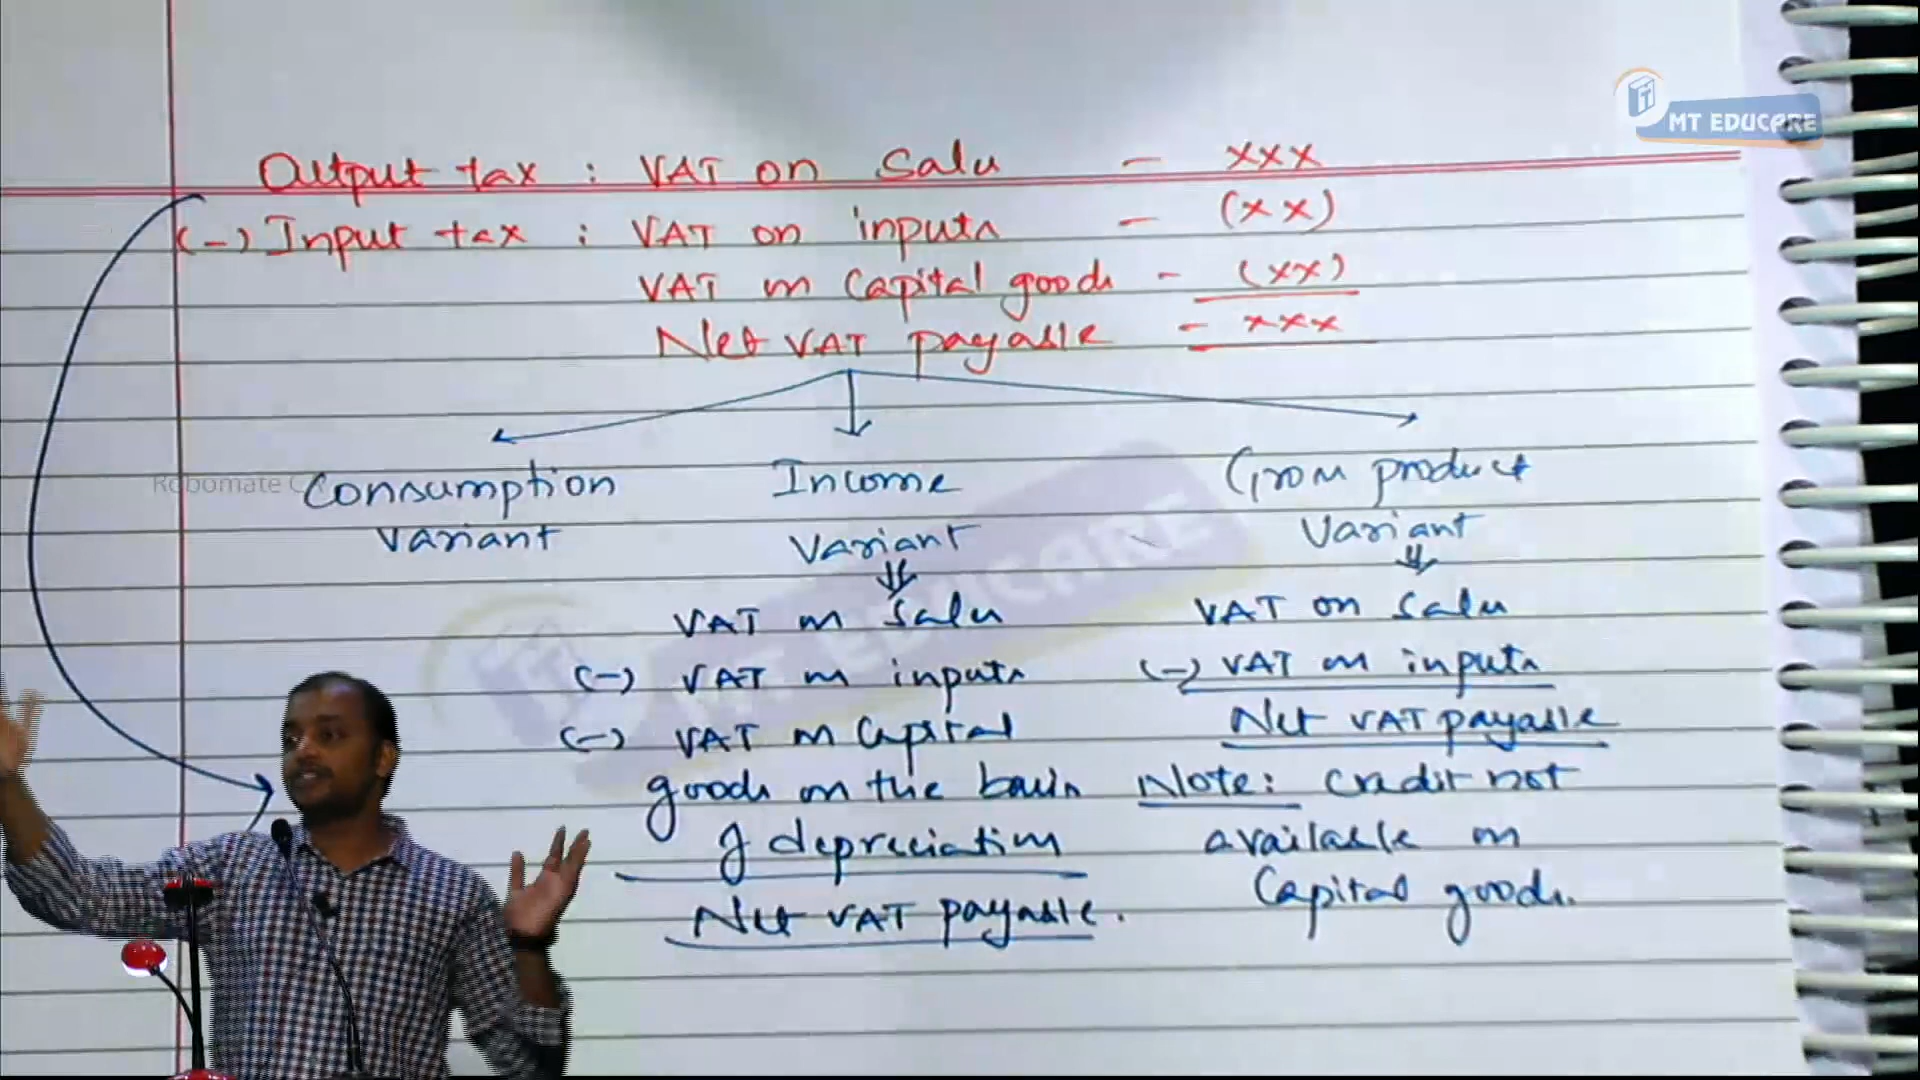 MT EDUCARE
Output tax : VAT on Sales - xxx
(-) Input tax : VAT on inputs - (xx)
VAT on Capital goods - (xx)
Net VAT payable - xxx
Robomate
Consumption Variant
Income Variant
Gross product Variant
VAT on Sales
(-) VAT on inputs
(-) VAT on Capital
goods on the basis
of depreciation
Net VAT payable.
VAT on Sales
(-) VAT on inputs
Net VAT payable
Note: Credit not
available on
Capital goods.
MT EDUCARE